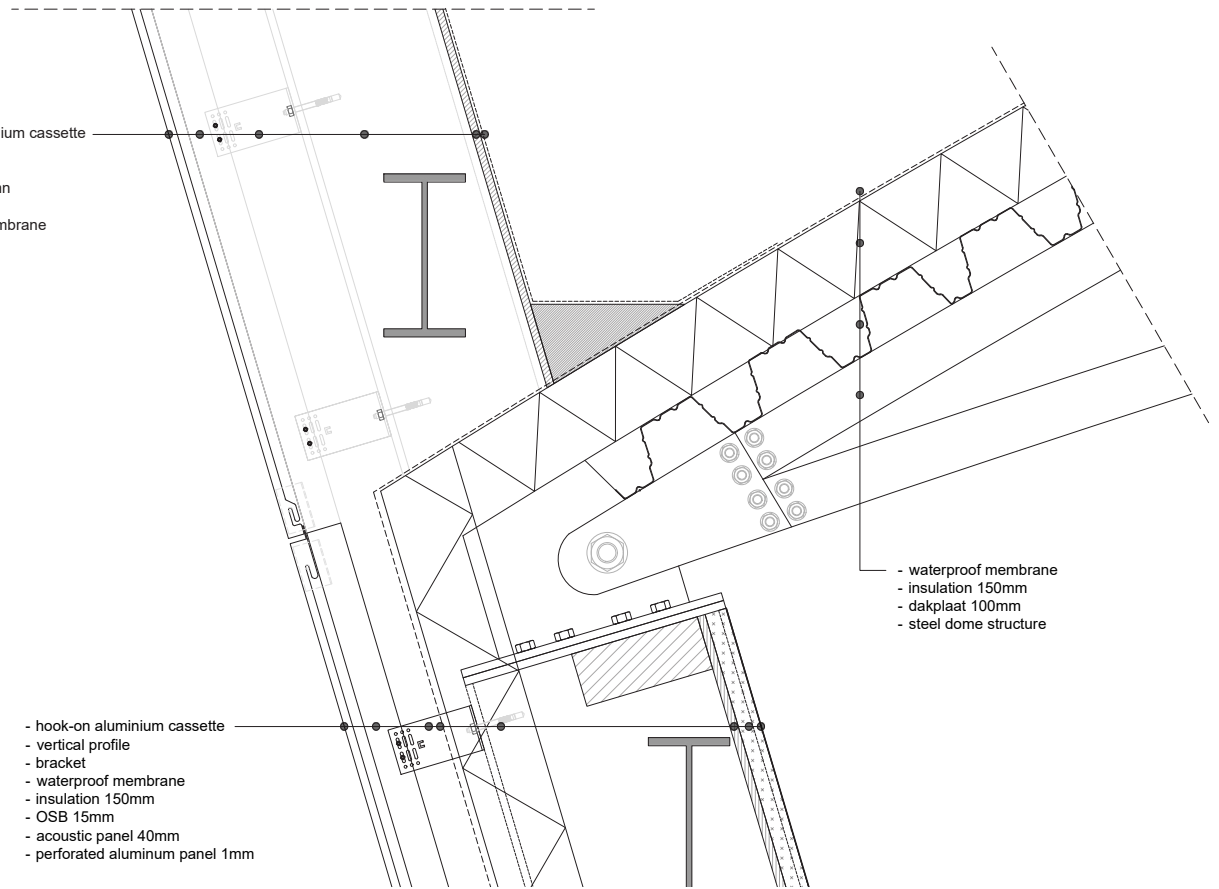 ium cassette
nbrane
- waterproof membrane
- insulation 150mm
- dakplaat 100mm
- steel dome structure
- hook-on aluminium cassette
- vertical profile
- bracket
- waterproof membrane
- insulation 150mm
- OSB 15mm
- acoustic panel 40mm
- perforated aluminum panel 1mm